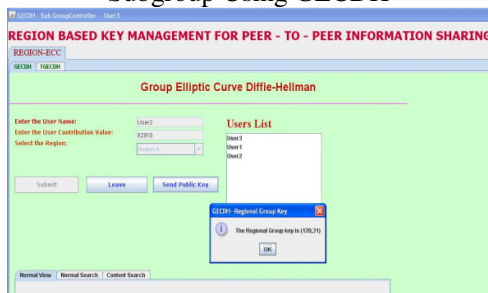 Subgroup Using GECDH
GECDH - Sub GroupController User3
REGION BASED KEY MANAGEMENT FOR PEER - TO - PEER INFORMATION SHARING
REGION-ECC
GECDH TGECDH
Group Elliptic Curve Diffie-Hellman
Enter the User Name: User3
Enter the User Contribution Value: 82010
Select the Region: Region B
Users List
User3
User1
User2
Submit Leave Send Public Key
GECDH-Regional Group Key
The Regional Group key is (120,31)
OK
Normal View Normal Search Content Search